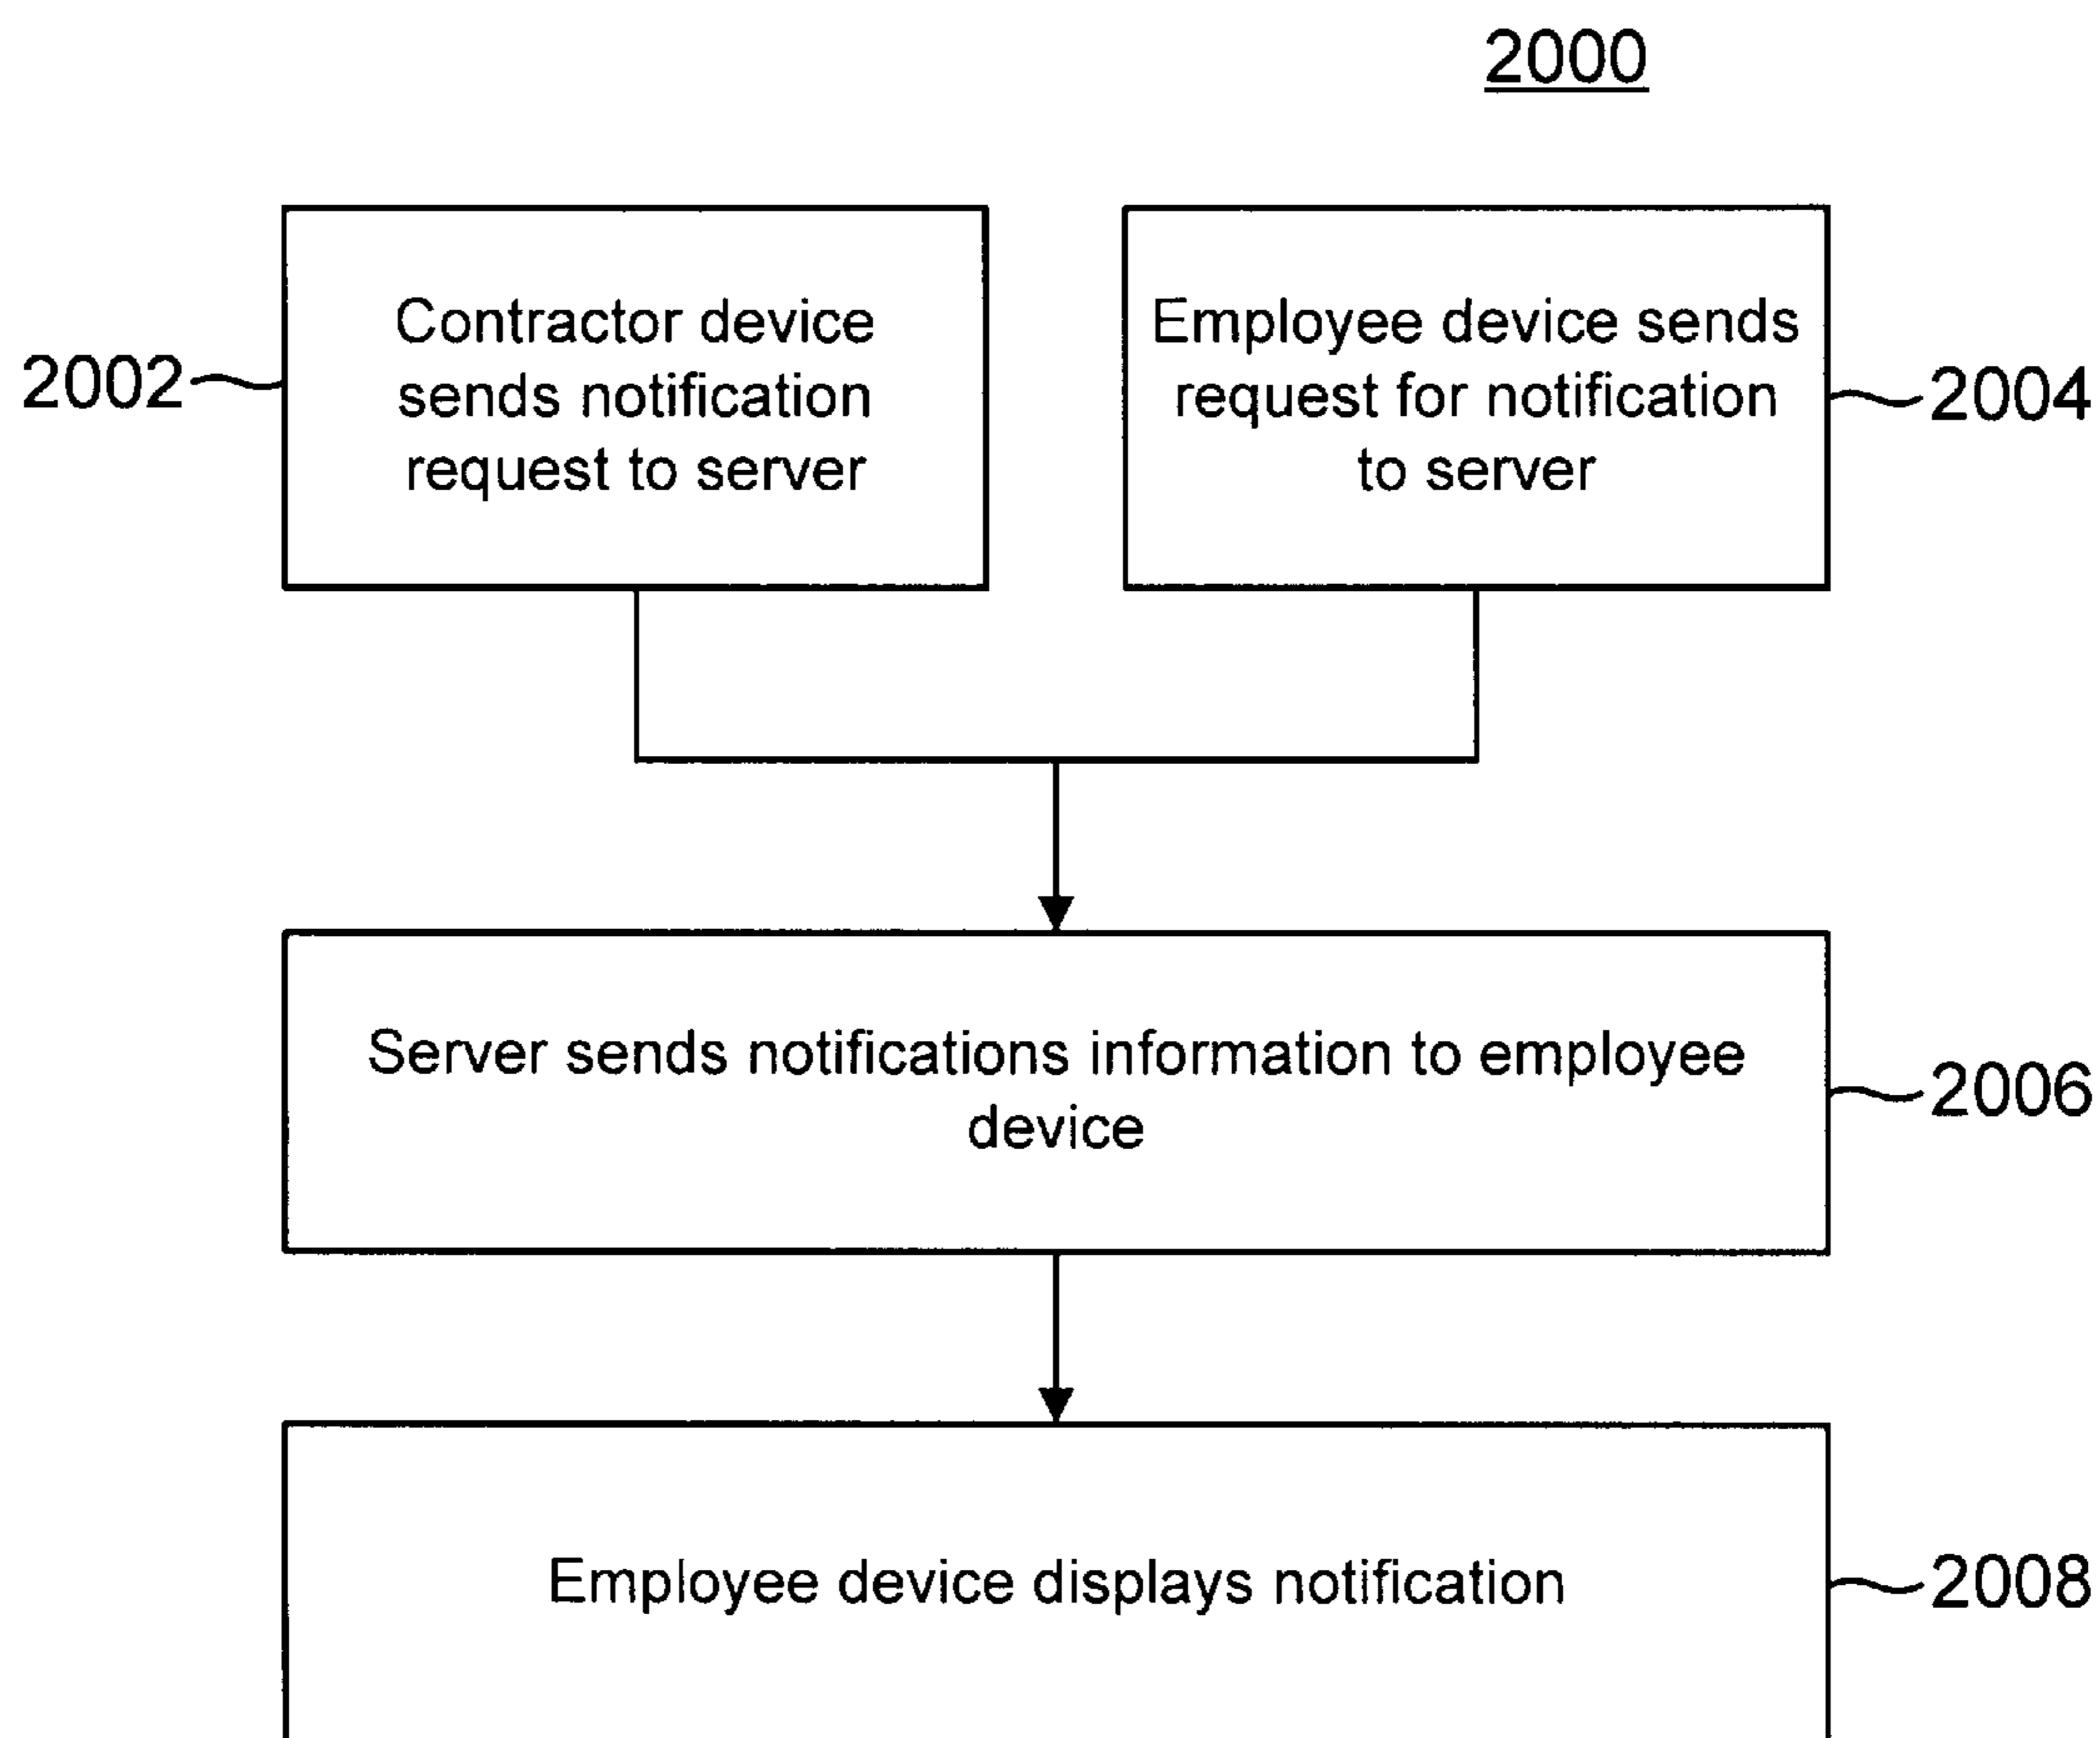 2000
Contractor device
sends notification
request to server
2002
Employee device sends
request for notification
to server
2004
Server sends notifications information to employee
device
2006
Employee device displays notification
2008